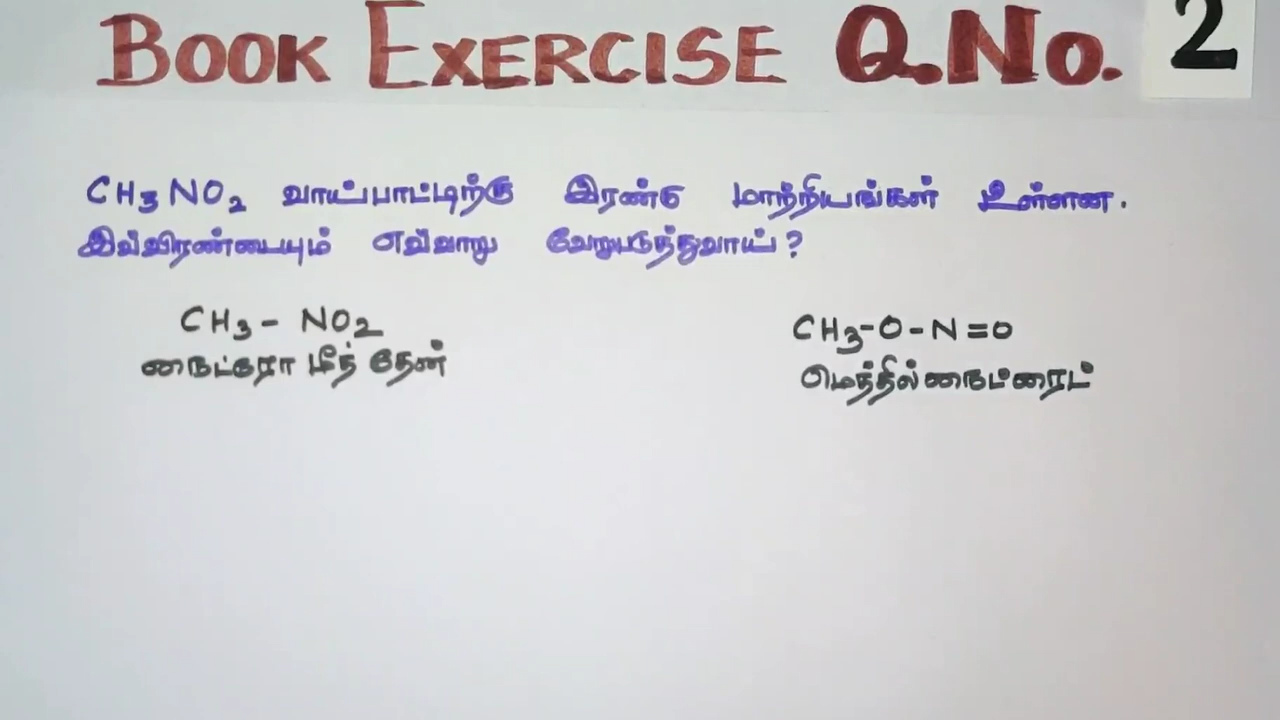 BOOK EXERCISE Q.NO. 2
CH₃NO₂ வாய்பாட்டிற்கு இரண்டு மாற்றியங்கள் உள்ளன.
இவ்விரண்டையும் எவ்வாறு வேறுபடுத்துவாய்?
CH₃ - NO₂
நைட்ரோ மீத்தேன்
CH₃-O-N=O
மெத்தில்நைட்ரைட்